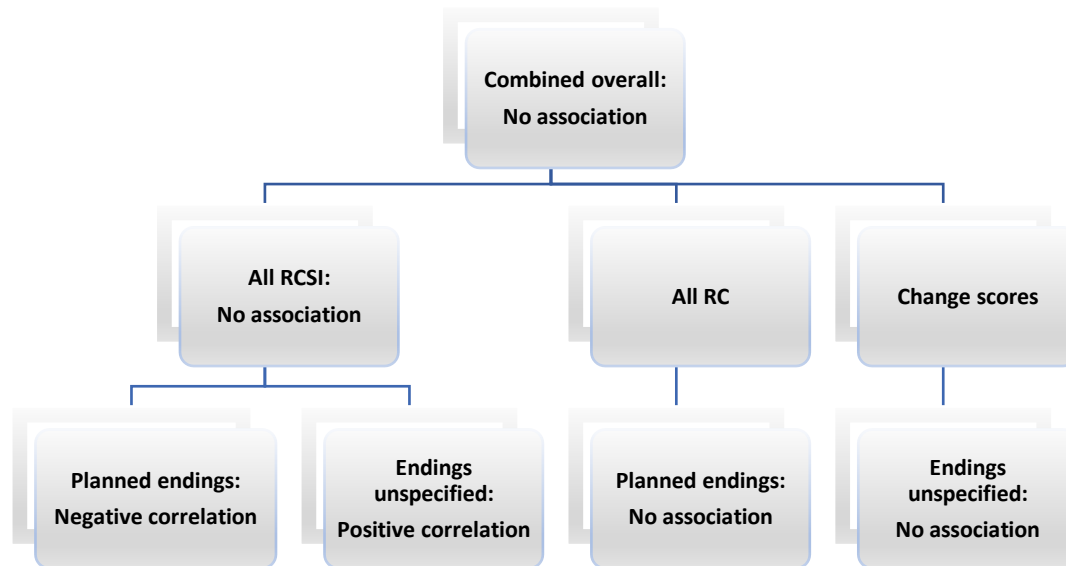 Combined overall:
No association
All RCSI:
No association
All RC
Change scores
Planned endings:
Negative correlation
Endings
unspecified:
Positive correlation
Planned endings:
No association
Endings
unspecified:
No association